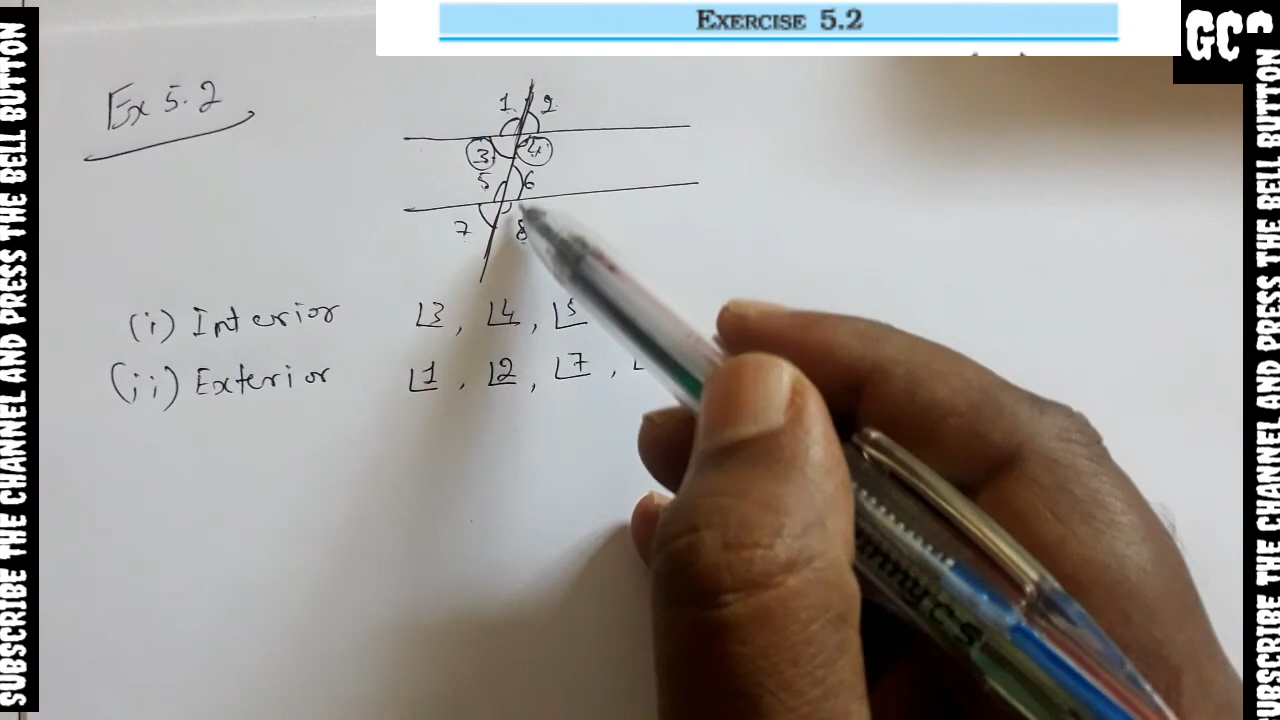 EXERCISE 5.2
GC
SUBSCRIBE THE CHANNEL AND PRESS THE BELL BUTTON
Ex 5.2
1 2
3 4
5 6
7 8
(i) Interior ∠3, ∠4, ∠5
(ii) Exterior ∠1, ∠2, ∠7, ∠
SUBSCRIBE THE CHANNEL AND PRESS THE BELL BUTTON